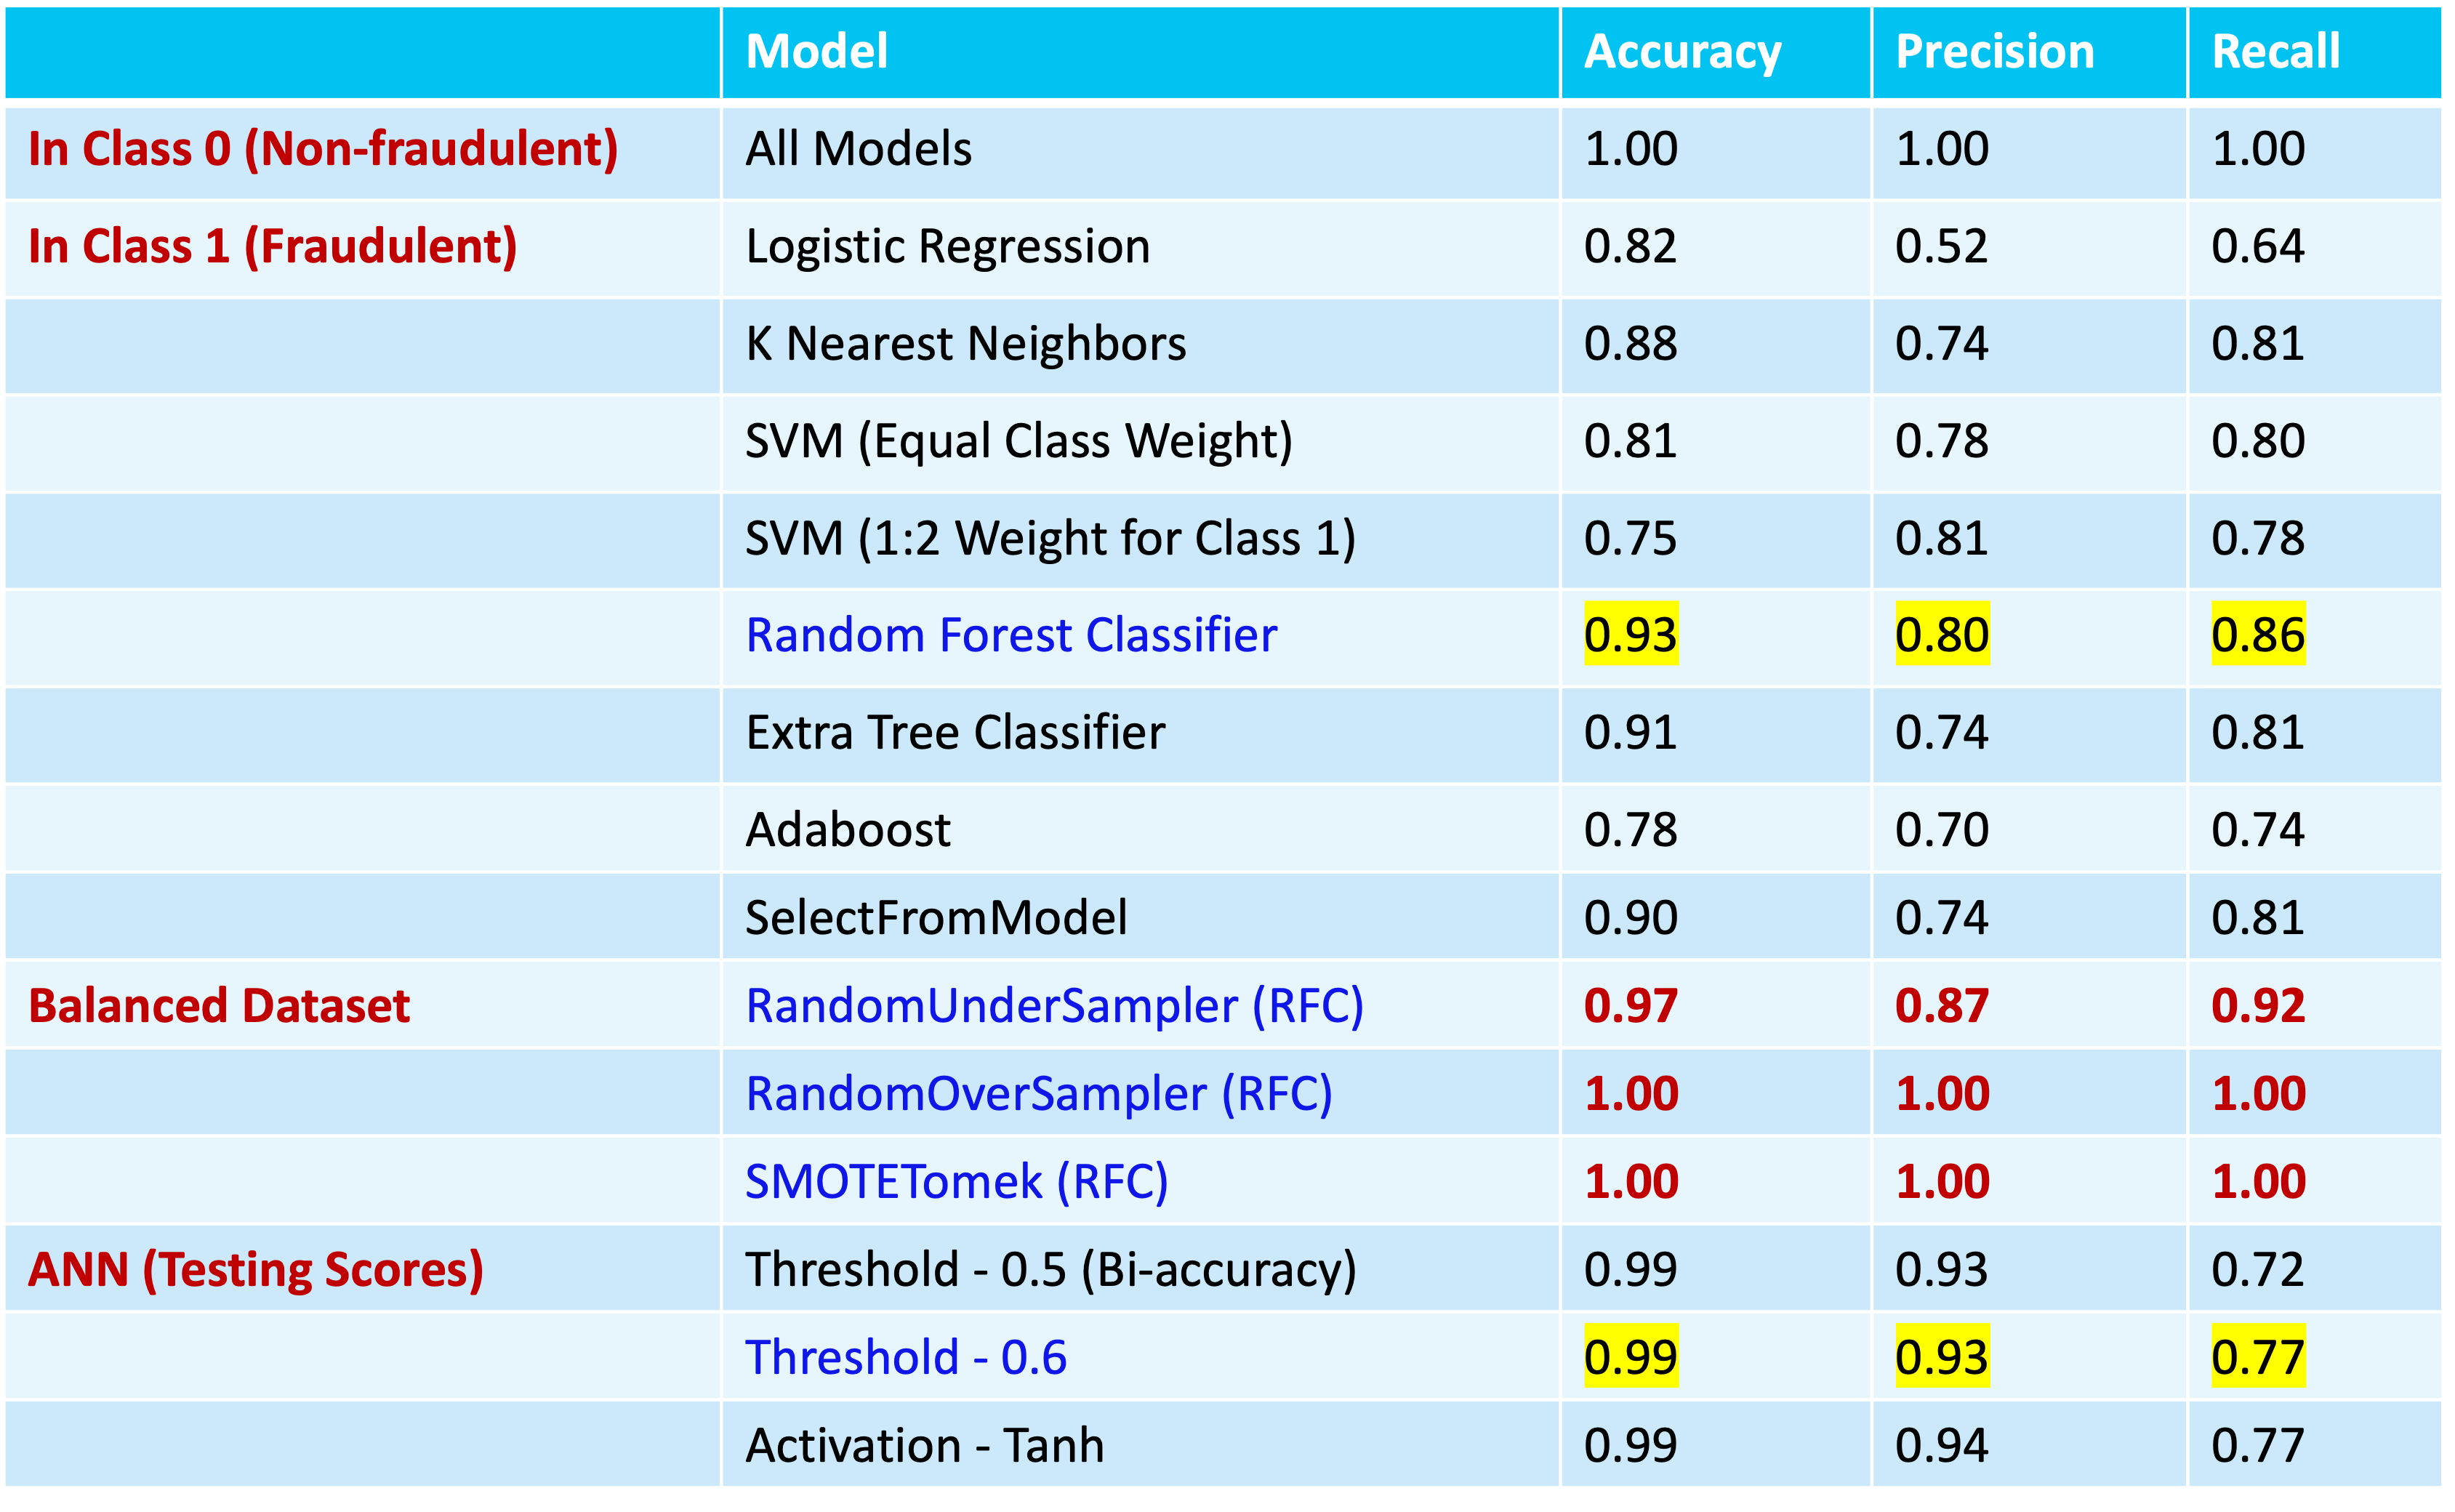 Model Accuracy Precision Recall
In Class 0 (Non-fraudulent) All Models 1.00 1.00 1.00
In Class 1 (Fraudulent) Logistic Regression 0.82 0.52 0.64
K Nearest Neighbors 0.88 0.74 0.81
SVM (Equal Class Weight) 0.81 0.78 0.80
SVM (1:2 Weight for Class 1) 0.75 0.81 0.78
Random Forest Classifier 0.93 0.80 0.86
Extra Tree Classifier 0.91 0.74 0.81
Adaboost 0.78 0.70 0.74
SelectFromModel 0.90 0.74 0.81
Balanced Dataset RandomUnderSampler (RFC) 0.97 0.87 0.92
RandomOverSampler (RFC) 1.00 1.00 1.00
SMOTETomek (RFC) 1.00 1.00 1.00
ANN (Testing Scores) Threshold - 0.5 (Bi-accuracy) 0.99 0.93 0.72
Threshold - 0.6 0.99 0.93 0.77
Activation - Tanh 0.99 0.94 0.77